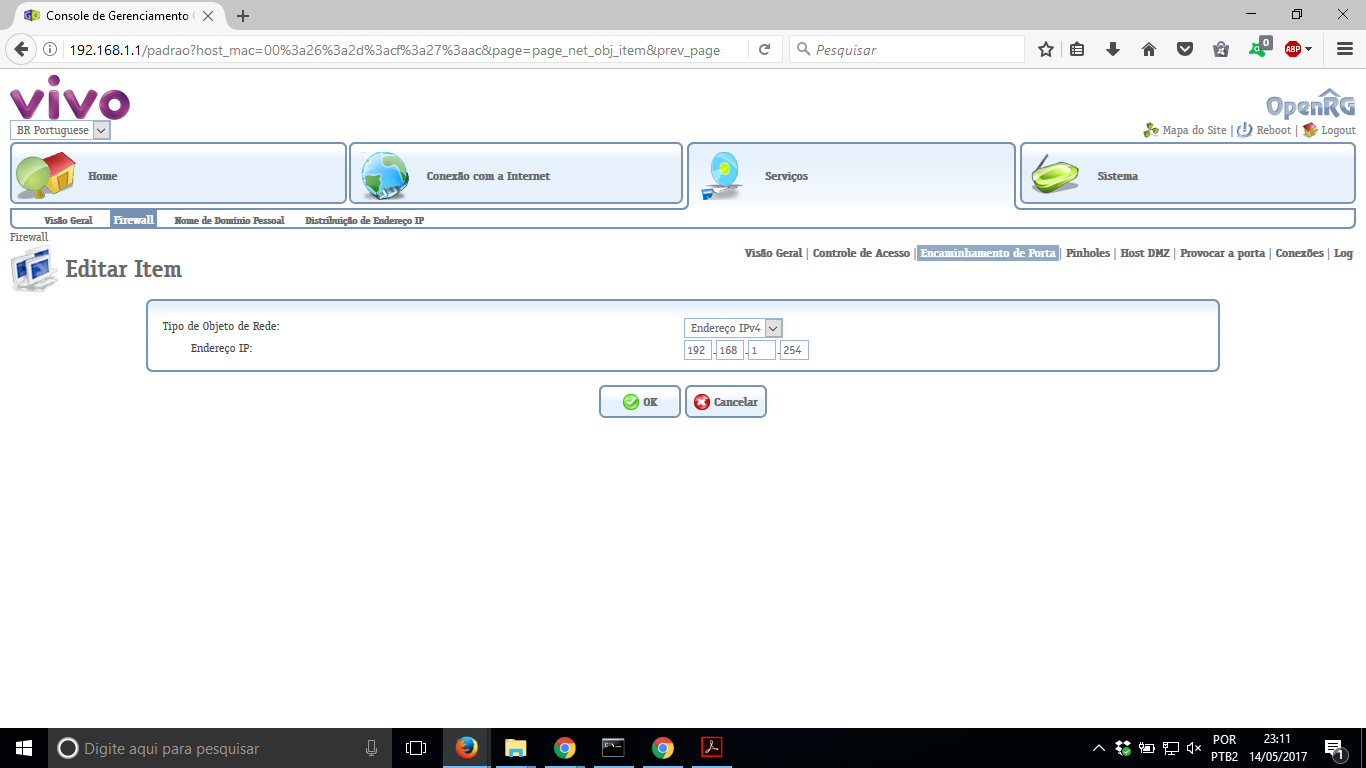 Console de Gerenciamento
192.168.1.1/padrao?host_mac=00%3a26%3a2d%3acf%3a27%3aac&page=page_net_obj_item&prev_page
Pesquisar
0
ABP
vivo
OpenRG
BR Portuguese
Mapa do Site | Reboot | Logout
Home
Conexão com a Internet
Serviços
Sistema
Visão Geral
Firewall
Nome de Domínio Pessoal
Distribuição de Endereço IP
Firewall
Visão Geral | Controle de Acesso | Encaminhamento de Porta | Pinholes | Host DMZ | Provocar a porta | Conexões | Log
Editar Item
Tipo de Objeto de Rede:
Endereço IPv4
Endereço IP:
192 . 168 . 1 . 254
OK
Cancelar
Digite aqui para pesquisar
POR
PTB2
23:11
14/05/2017
1